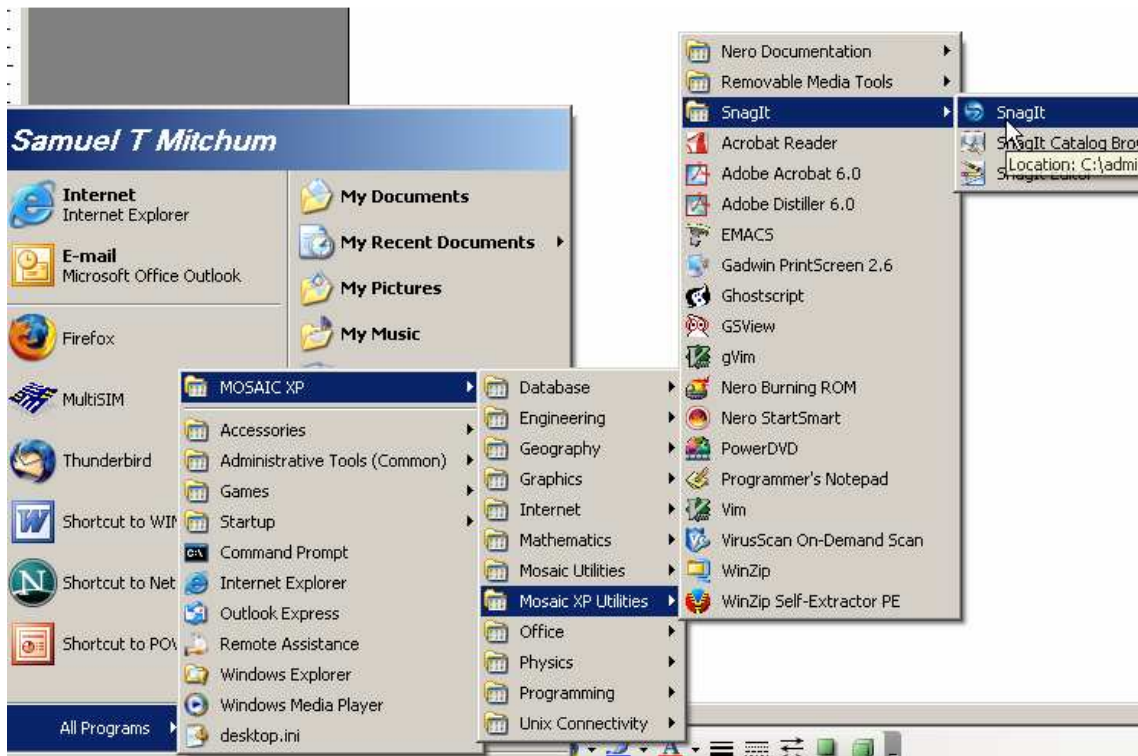 Samuel T Mitchum
Internet
Internet Explorer
E-mail
Microsoft Office Outlook
Firefox
MultiSIM
Thunderbird
Shortcut to
Shortcut to Net
Shortcut to
All Programs
My Documents
My Recent Documents
My Pictures
My Music
MOSAIC XP
Accessories
Administrative Tools (Common)
Games
Startup
Command Prompt
Internet Explorer
Outlook Express
Remote Assistance
Windows Explorer
Windows Media Player
desktop.ini
Database
Engineering
Geography
Graphics
Internet
Mathematics
Mosaic Utilities
Mosaic XP Utilities
Office
Physics
Programming
Unix Connectivity
Nero Documentation
Removable Media Tools
SnagIt
Acrobat Reader
Adobe Acrobat 6.0
Adobe Distiller 6.0
EMACS
Gadwin PrintScreen 2.6
Ghostscript
GSView
gVim
Nero Burning ROM
Nero StartSmart
PowerDVD
Programmer's Notepad
Vim
VirusScan On-Demand Scan
WinZip
WinZip Self-Extractor PE
SnagIt
SnagIt Catalog Bro
Location: C:\admi
SnagIt Editor